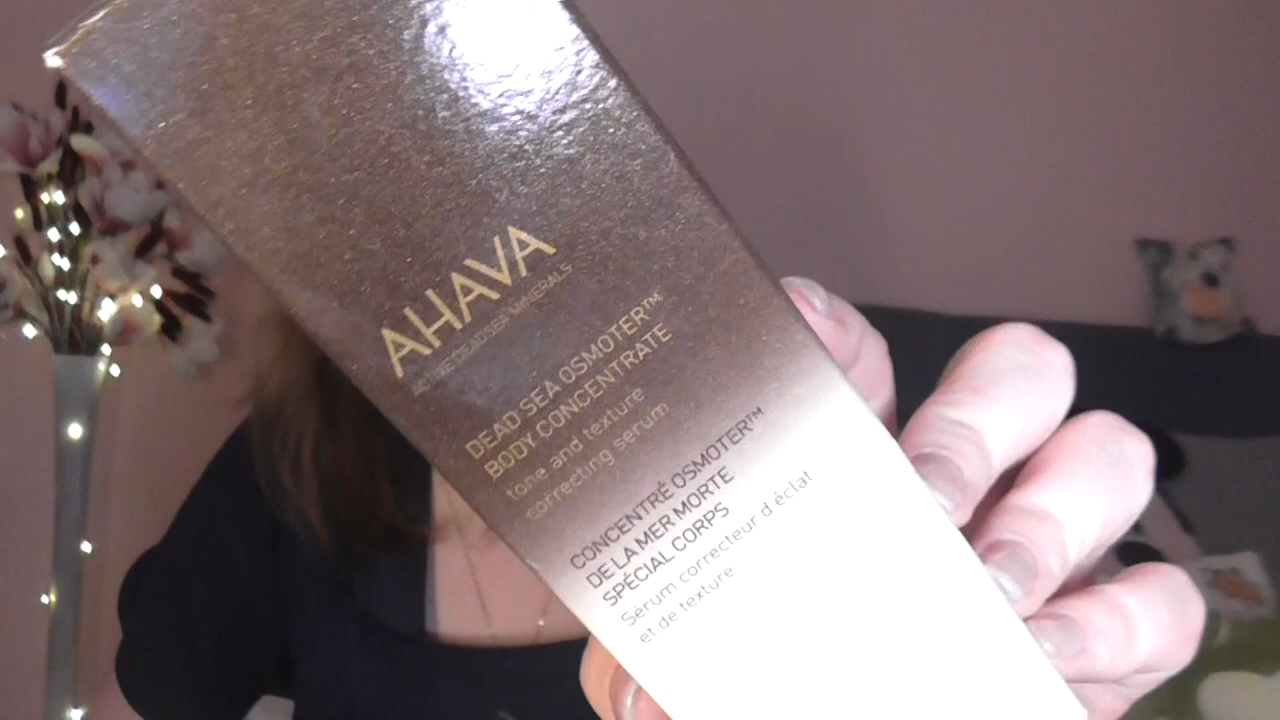 AHAVA
ACTIVE DEADSEA MINERALS
DEAD SEA OSMOTER™
BODY CONCENTRATE
tone and texture
correcting serum
CONCENTRÉ OSMOTER™
DE LA MER MORTE
SPÉCIAL CORPS
Sérum correcteur d'éclat
et de texture